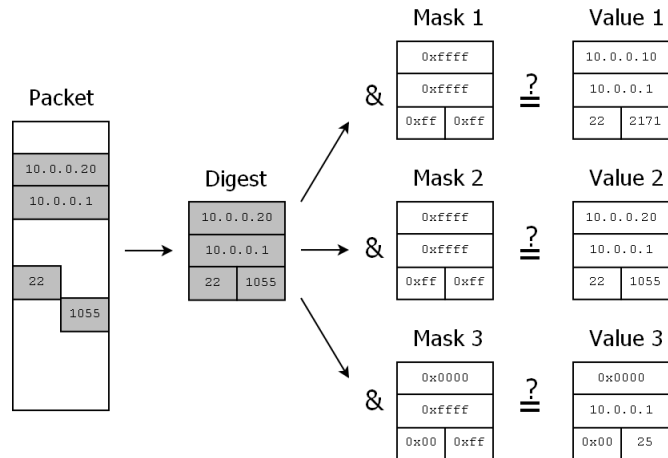 Packet
10.0.0.20
10.0.0.1
22
1055
Digest
10.0.0.20
10.0.0.1
22 1055
Mask 1
&
0xffff
0xffff
0xff 0xff
?
=
Value 1
10.0.0.10
10.0.0.1
22 2171
Mask 2
&
0xffff
0xffff
0xff 0xff
?
=
Value 2
10.0.0.20
10.0.0.1
22 1055
Mask 3
&
0x0000
0xffff
0x00 0xff
?
=
Value 3
0x0000
10.0.0.1
0x00 25